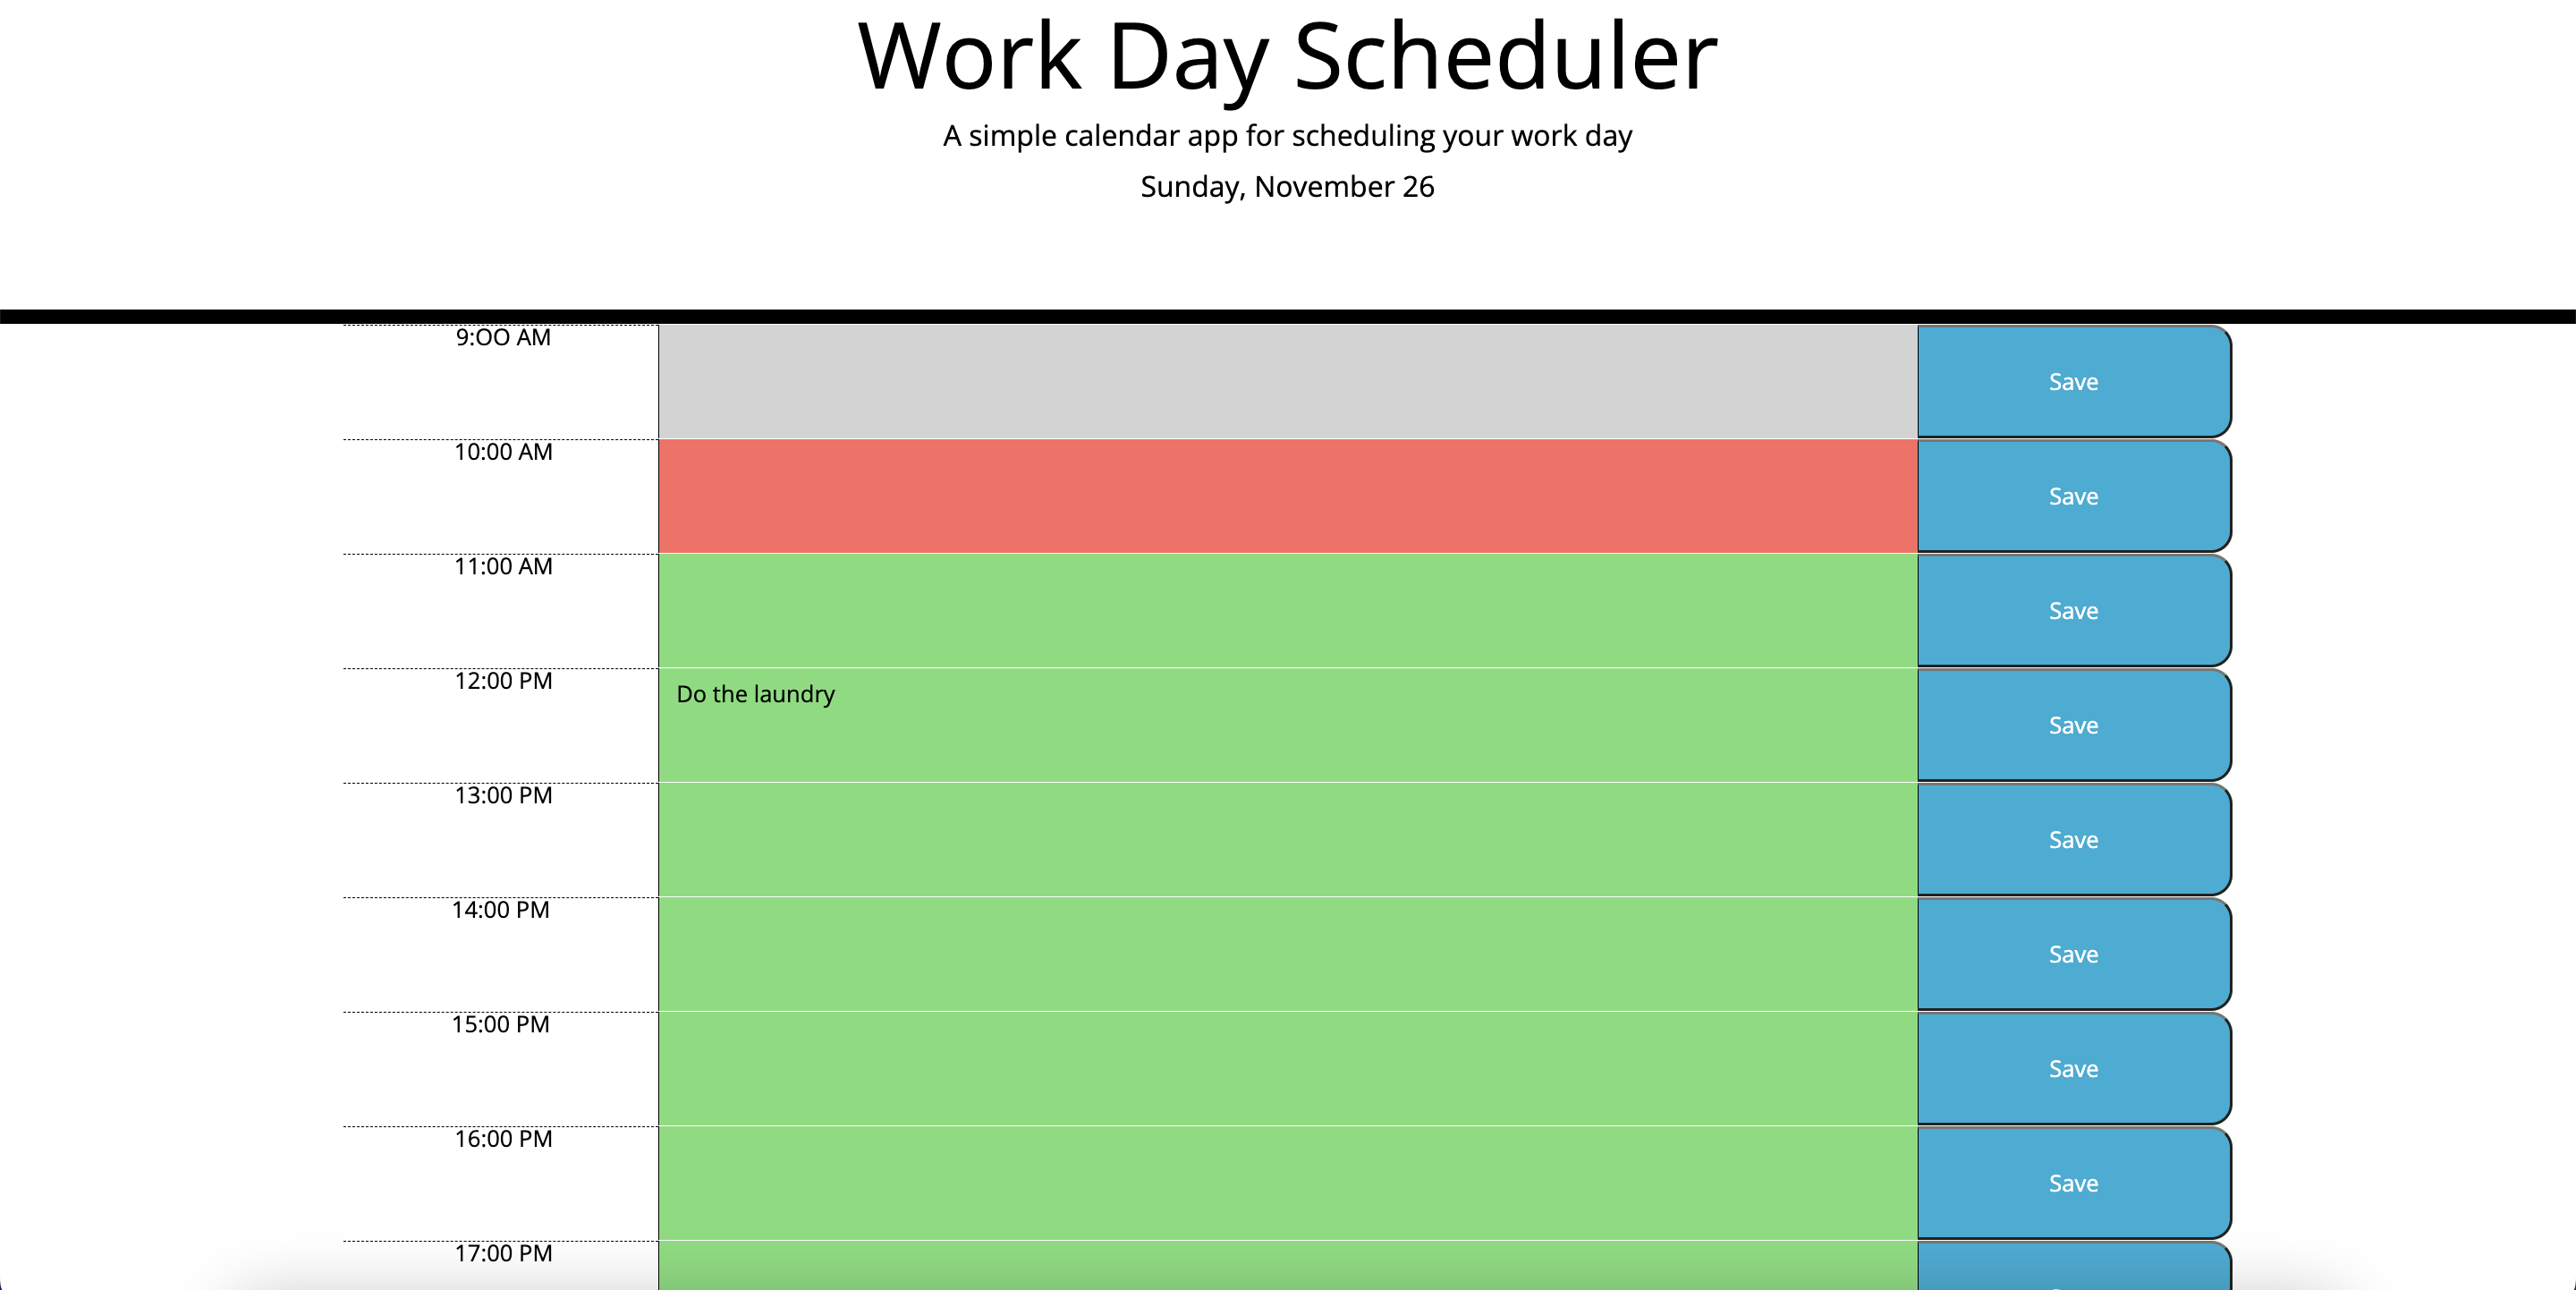 Work Day Scheduler
A simple calendar app for scheduling your work day
Sunday, November 26
9:OO AM
Save
10:00 AM
Save
11:00 AM
Save
12:00 PM
Do the laundry
Save
13:00 PM
Save
14:00 PM
Save
15:00 PM
Save
16:00 PM
Save
17:00 PM